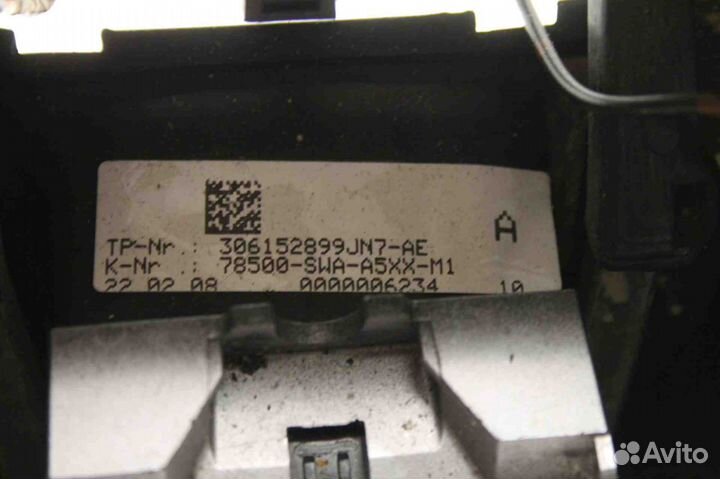 A
TP-Nr.: 306152899JN7-AE
K-Nr.: 78500-SWA-A5XX-M1
22.02.08 0000006234 10
Avito